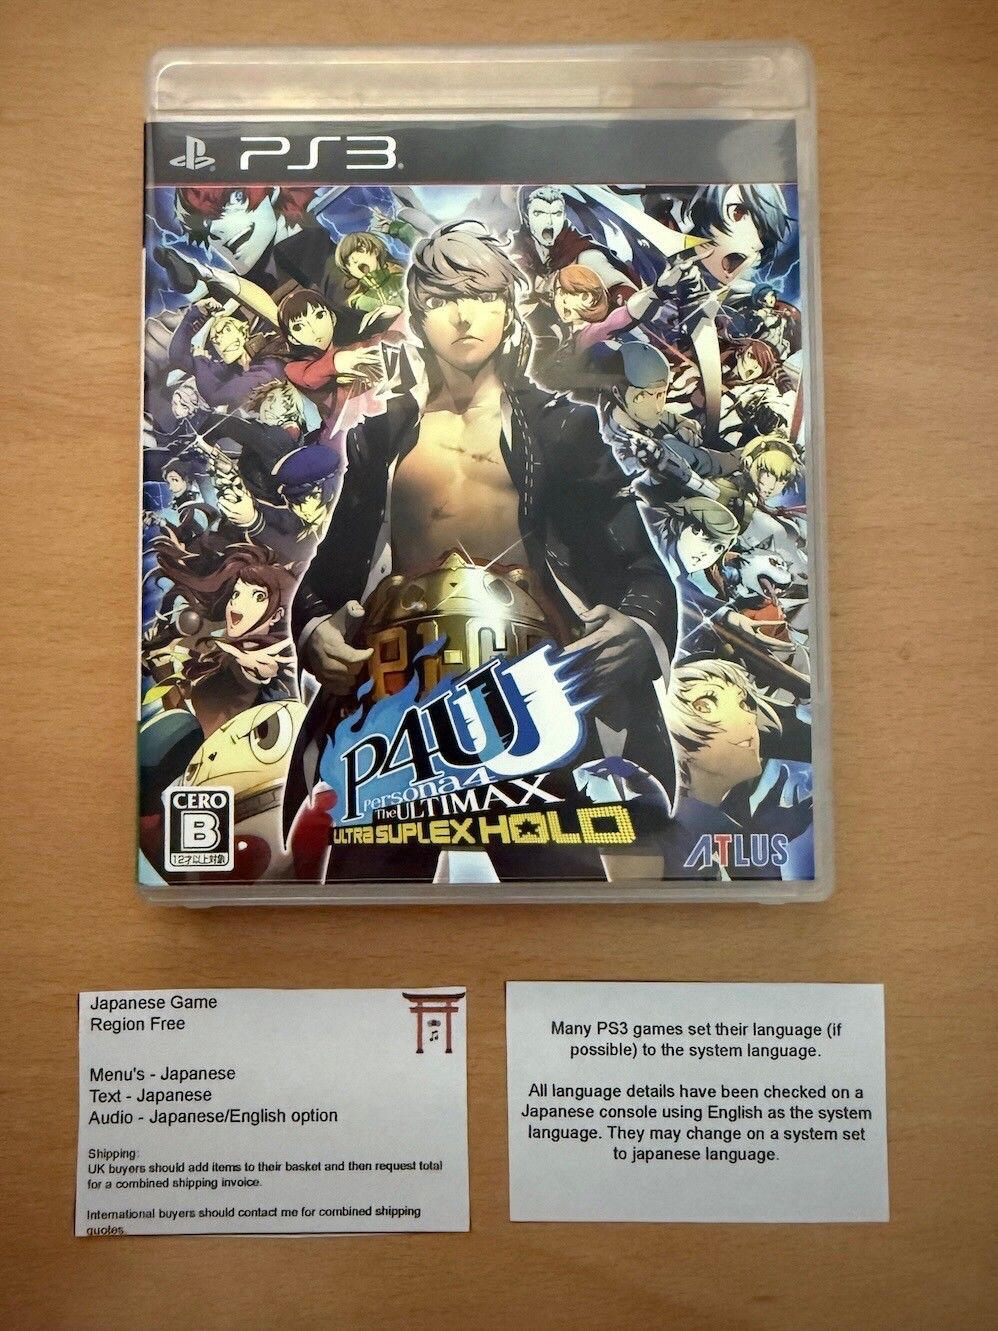 PS3
P1-C
P4UU
Persona4
The ULTIMAX
ULTRA SUPLEX HOLD
CERO
B
12才以上対象
ATLUS
Japanese Game
Region Free
Menu's - Japanese
Text - Japanese
Audio - Japanese/English option
Shipping:
UK buyers should add items to their basket and then request total
for a combined shipping invoice.
International buyers should contact me for combined shipping
quotes.
Many PS3 games set their language (if
possible) to the system language.
All language details have been checked on a
Japanese console using English as the system
language. They may change on a system set
to japanese language.